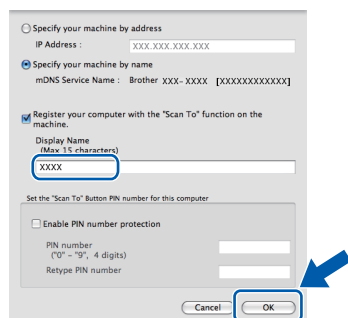 Specify your machine by address
IP Address : XXX.XXX.XXX.XXX
Specify your machine by name
mDNS Service Name : Brother XXX-XXXX [XXXXXXXXXXXX]
Register your computer with the "Scan To" function on the
machine.
Display Name
(Max 15 characters)
XXXX
Set the "Scan To" Button PIN number for this computer
Enable PIN number protection
PIN number
("0" - "9", 4 digits)
Retype PIN number
Cancel OK